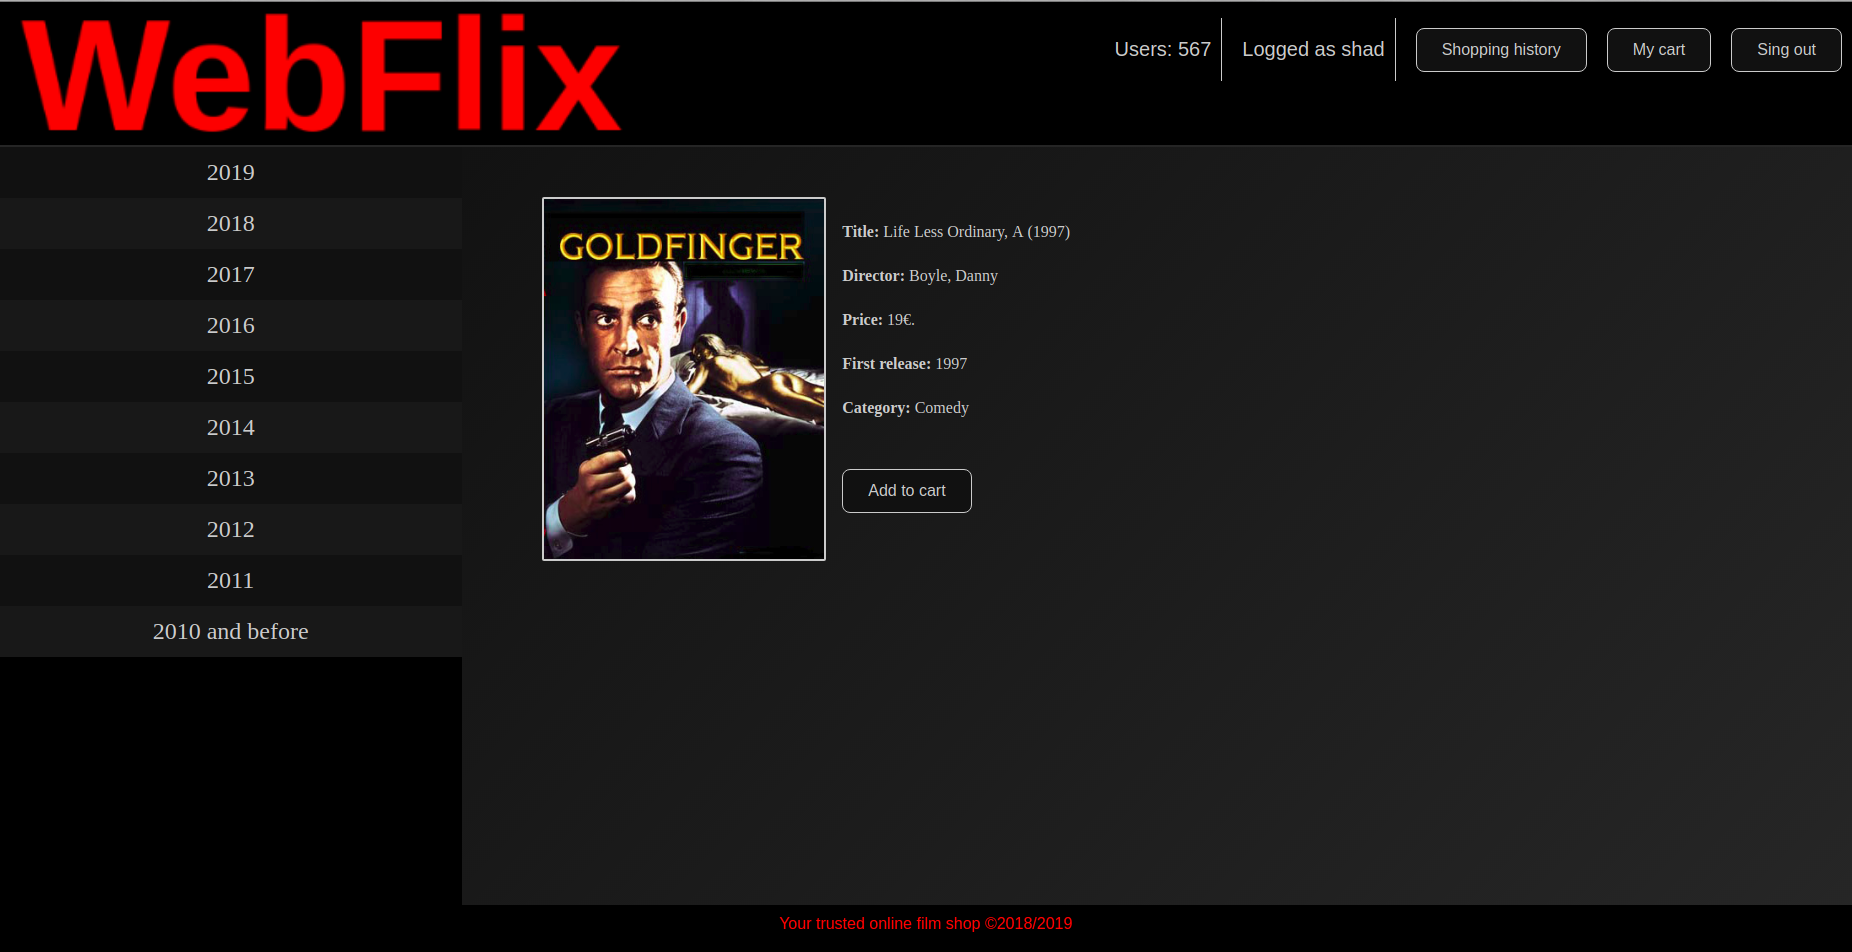 WebFlix
Users: 567
Logged as shad
Shopping history
My cart
Sing out
2019
2018
2017
2016
2015
2014
2013
2012
2011
2010 and before
GOLDFINGER
Title: Life Less Ordinary, A (1997)
Director: Boyle, Danny
Price: 19€.
First release: 1997
Category: Comedy
Add to cart
Your trusted online film shop ©2018/2019